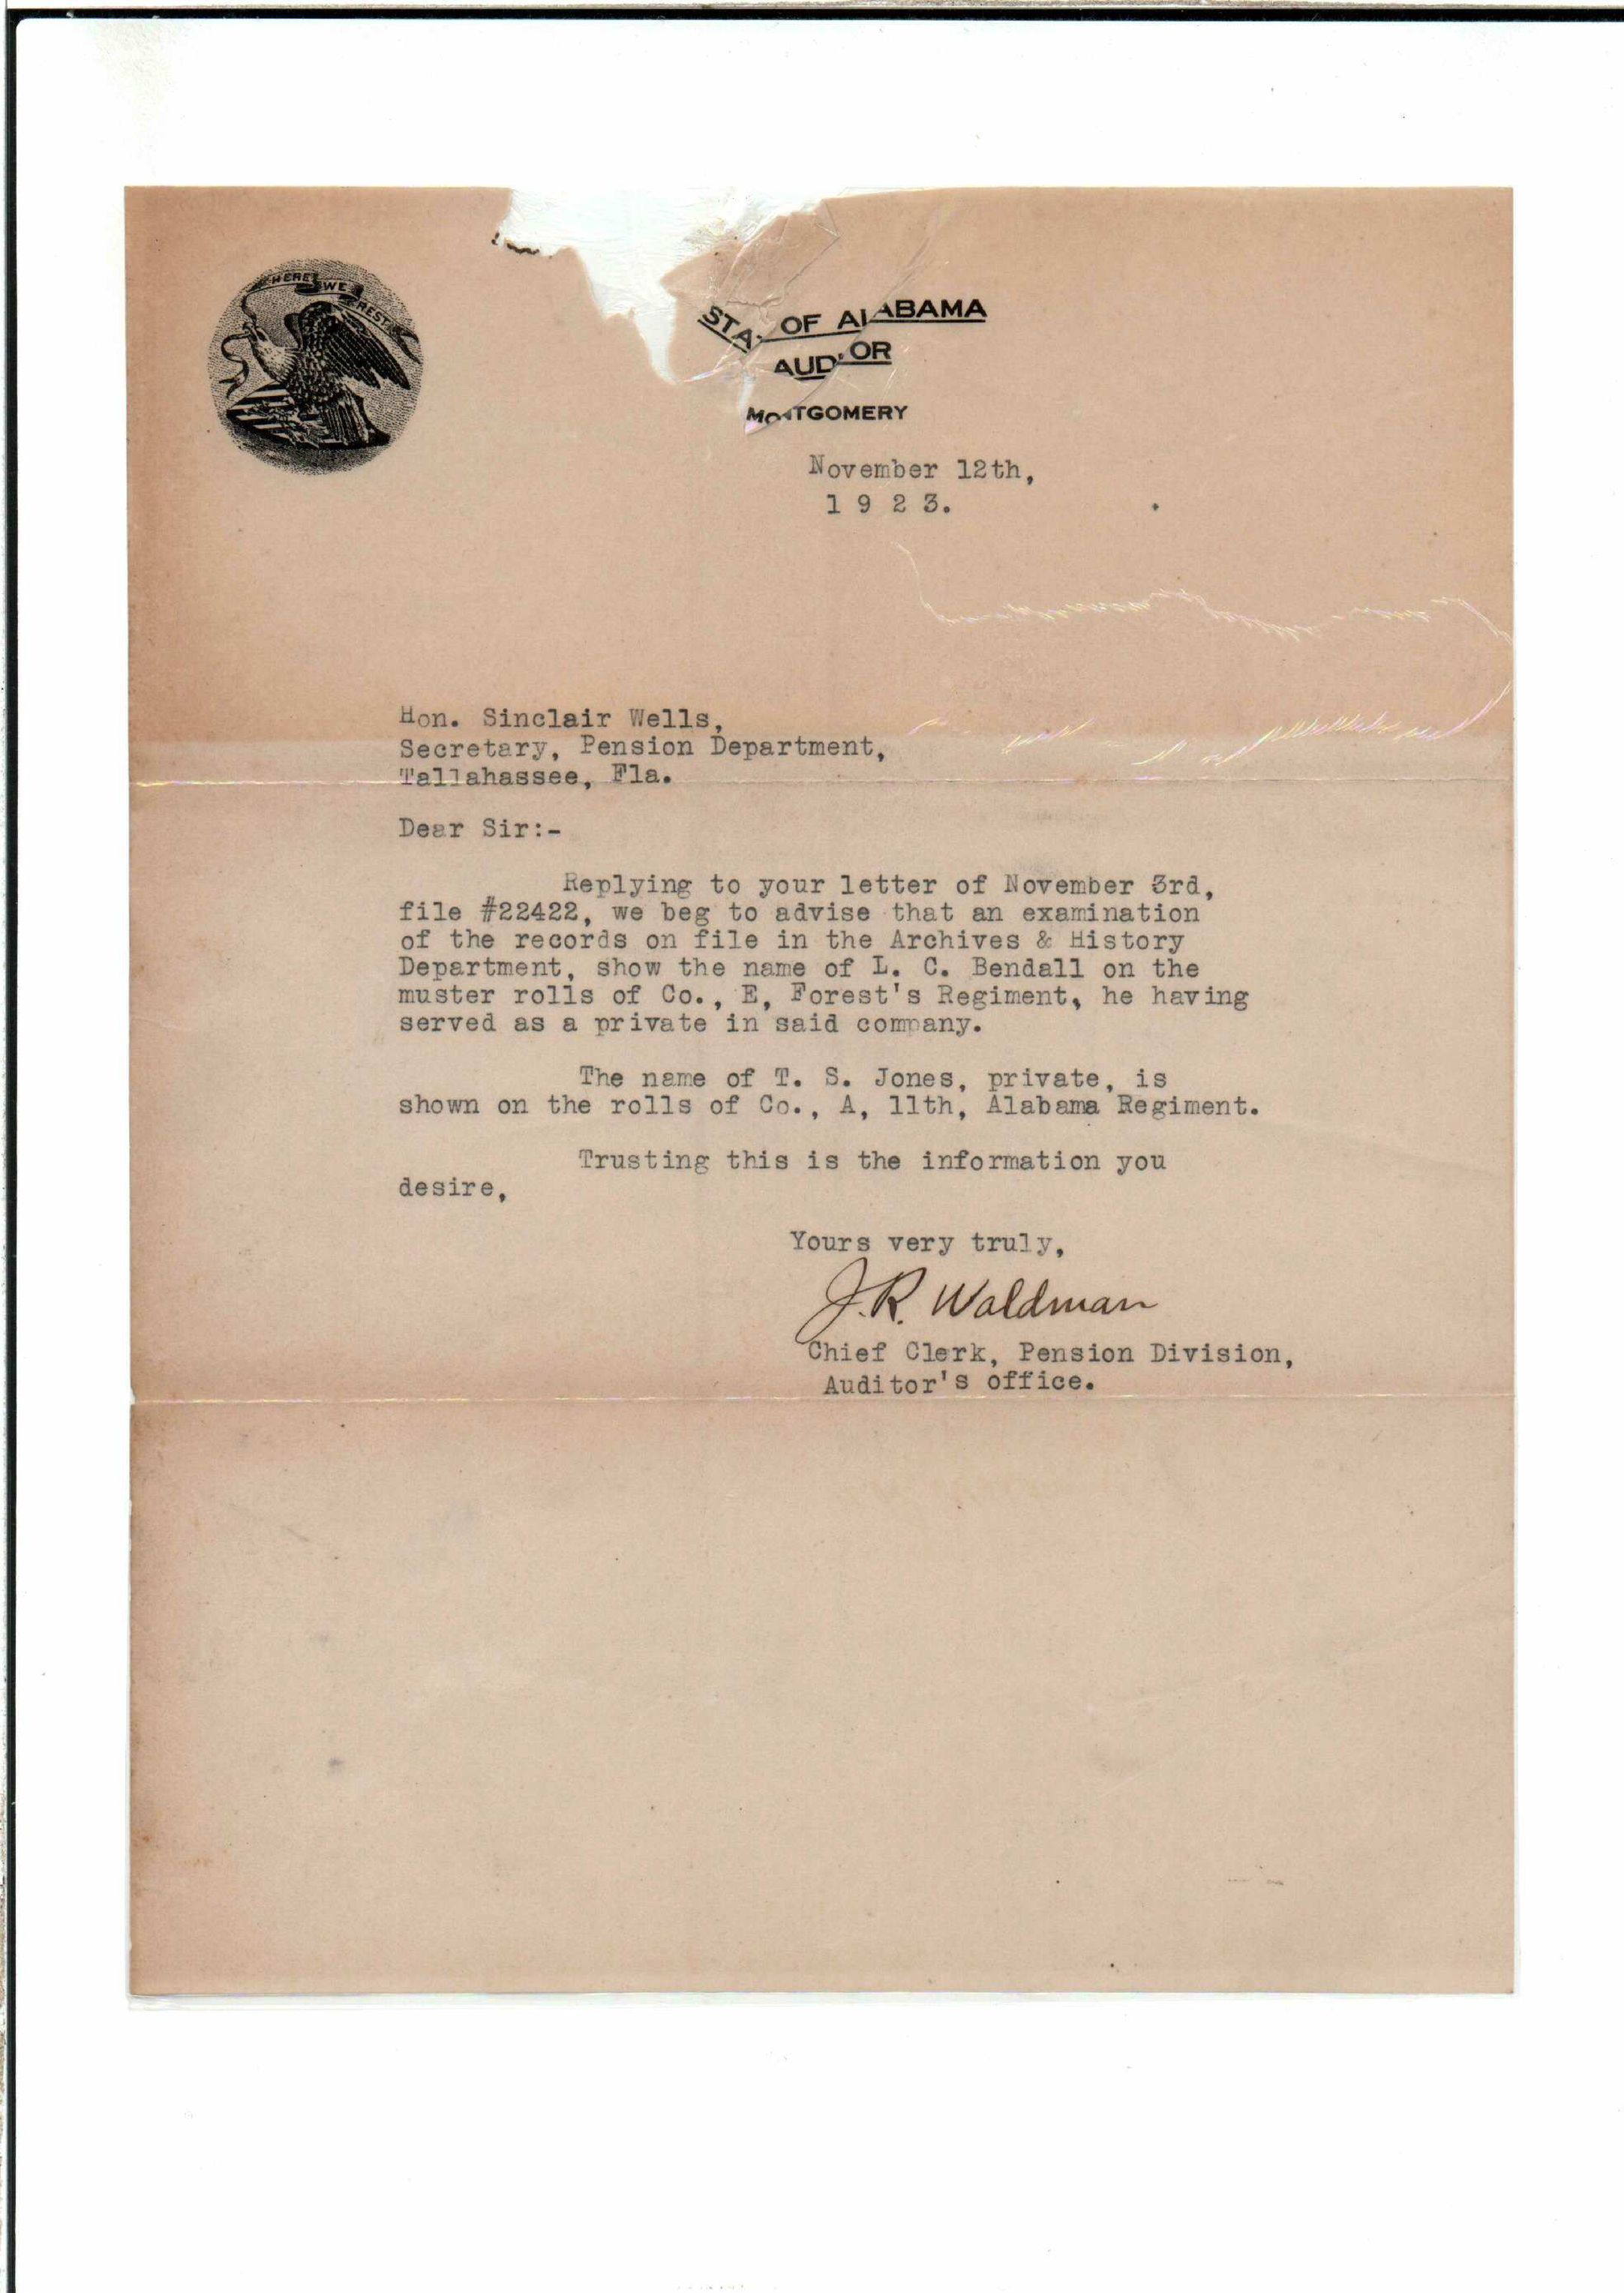 HERE WE REST
STA OF ALABAMA
AUDITOR
MONTGOMERY
November 12th,
1 9 2 3.
Hon. Sinclair Wells,
Secretary, Pension Department,
Tallahassee, Fla.
Dear Sir:-
Replying to your letter of November 3rd,
file #22422, we beg to advise that an examination
of the records on file in the Archives & History
Department, show the name of L. C. Bendall on the
muster rolls of Co., E, Forest's Regiment, he having
served as a private in said company.
The name of T. S. Jones, private, is
shown on the rolls of Co., A, 11th, Alabama Regiment.
Trusting this is the information you
desire,
Yours very truly,
J.R. Waldman
Chief Clerk, Pension Division,
Auditor's office.